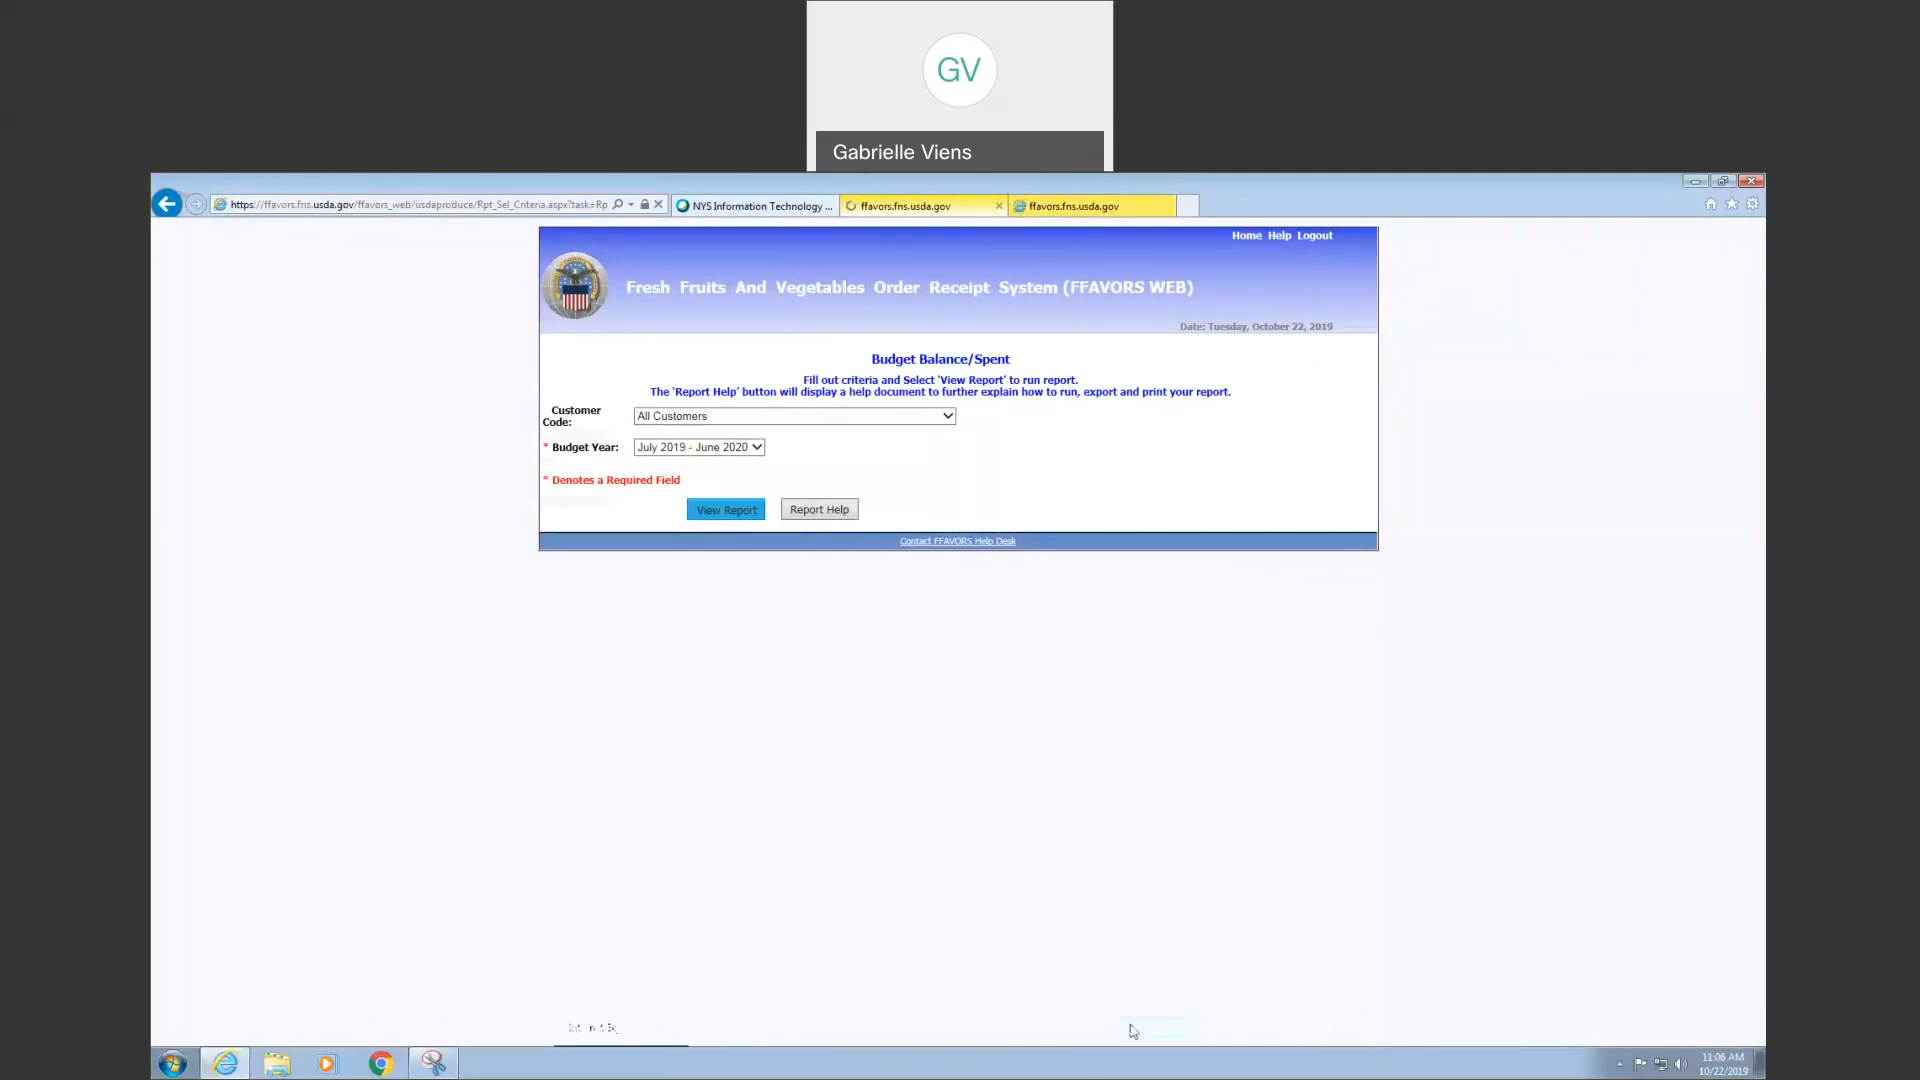 GV
Gabrielle Viens
https://ffavors.fns.usda.gov/ffavors_web/usdaproduce/Rpt_Sel_Criteria.aspx?task=Rp
NYS Information Technology ...
ffavors.fns.usda.gov
ffavors.fns.usda.gov
Home Help Logout
Fresh Fruits And Vegetables Order Receipt System (FFAVORS WEB)
Date: Tuesday, October 22, 2019
Budget Balance/Spent
Fill out criteria and Select 'View Report' to run report.
The 'Report Help' button will display a help document to further explain how to run, export and print your report.
Customer
Code:
All Customers
* Budget Year:
July 2019 - June 2020
* Denotes a Required Field
View Report
Report Help
Contact FFAVORS Help Desk
11:06 AM
10/22/2019